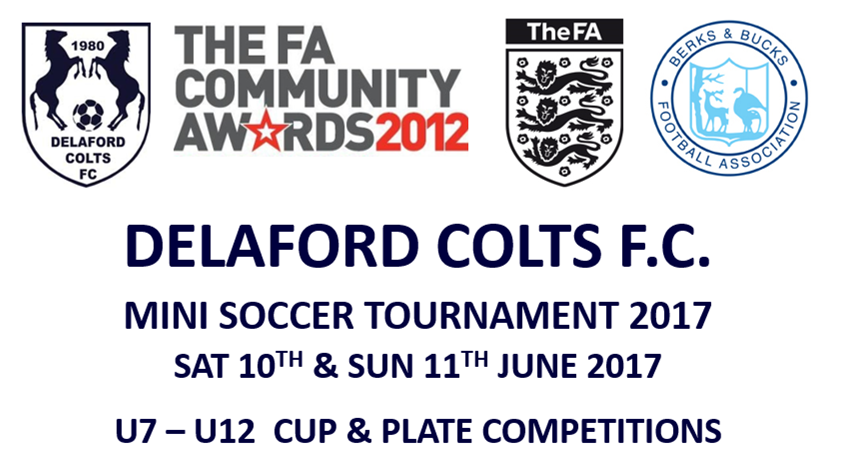 1980
DELAFORD
COLTS
FC
THE FA
COMMUNITY
AWARDS2012
TheFA
BERKS & BUCKS
FOOTBALL ASSOCIATION
DELAFORD COLTS F.C.
MINI SOCCER TOURNAMENT 2017
SAT 10TH & SUN 11TH JUNE 2017
U7 – U12 CUP & PLATE COMPETITIONS